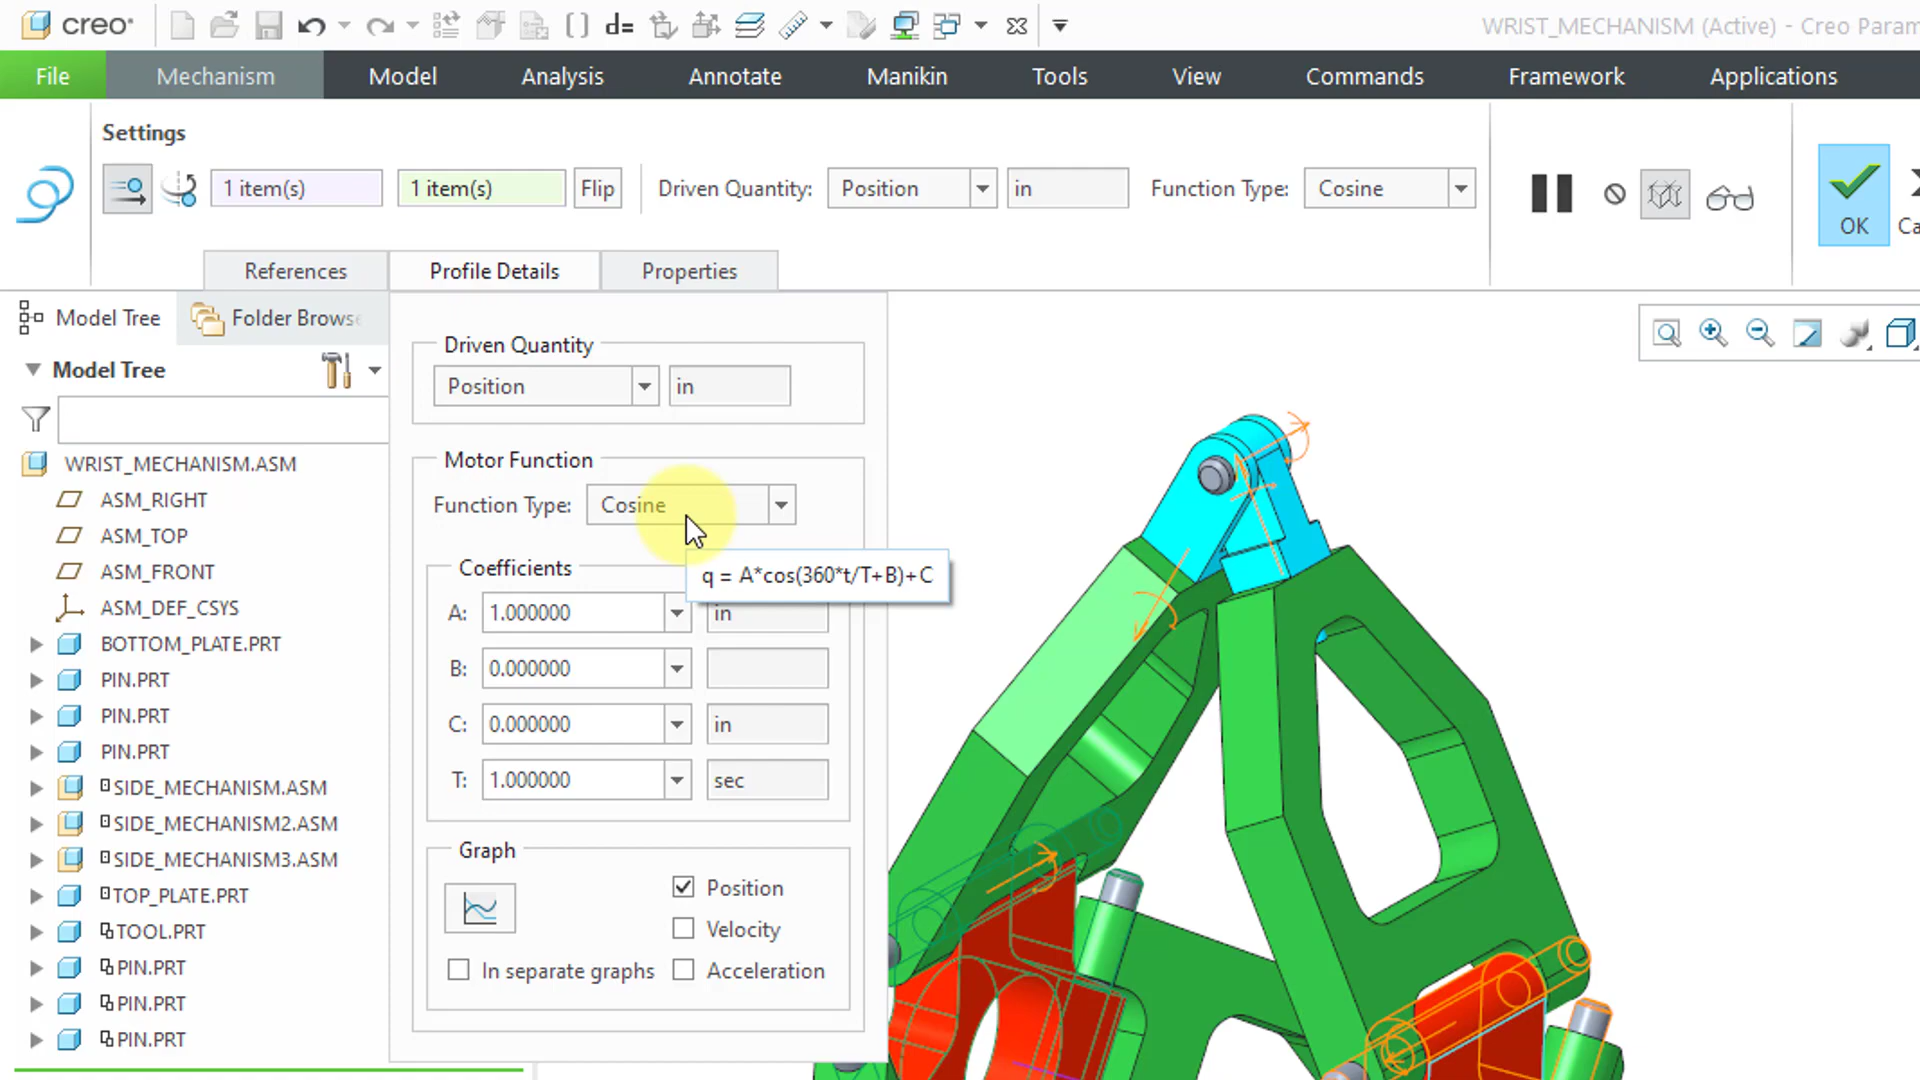 creo
d=
WRIST_MECHANISM (Active) - Creo Param
File Mechanism Model Analysis Annotate Manikin Tools View Commands Framework Applications
Settings
1 item(s) 1 item(s) Flip Driven Quantity: Position in Function Type: Cosine
OK Ca
References Profile Details Properties
Model Tree Folder Brows
Model Tree
WRIST_MECHANISM.ASM
ASM_RIGHT
ASM_TOP
ASM_FRONT
ASM_DEF_CSYS
BOTTOM_PLATE.PRT
PIN.PRT
PIN.PRT
PIN.PRT
SIDE_MECHANISM.ASM
SIDE_MECHANISM2.ASM
SIDE_MECHANISM3.ASM
TOP_PLATE.PRT
TOOL.PRT
PIN.PRT
PIN.PRT
PIN.PRT
Driven Quantity
Position in
Motor Function
Function Type: Cosine
q = A*cos(360*t/T+B)+C
Coefficients
A: 1.000000 in
B: 0.000000
C: 0.000000 in
T: 1.000000 sec
Graph
Position
Velocity
In separate graphs Acceleration